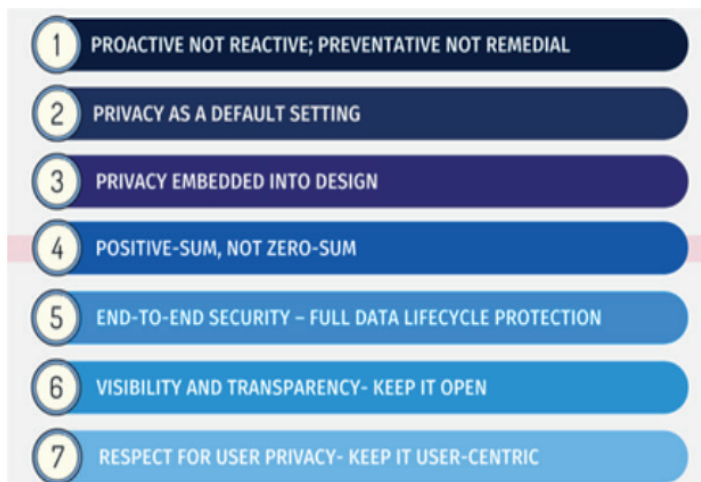 1 PROACTIVE NOT REACTIVE; PREVENTATIVE NOT REMEDIAL
2 PRIVACY AS A DEFAULT SETTING
3 PRIVACY EMBEDDED INTO DESIGN
4 POSITIVE-SUM, NOT ZERO-SUM
5 END-TO-END SECURITY – FULL DATA LIFECYCLE PROTECTION
6 VISIBILITY AND TRANSPARENCY- KEEP IT OPEN
7 RESPECT FOR USER PRIVACY- KEEP IT USER-CENTRIC